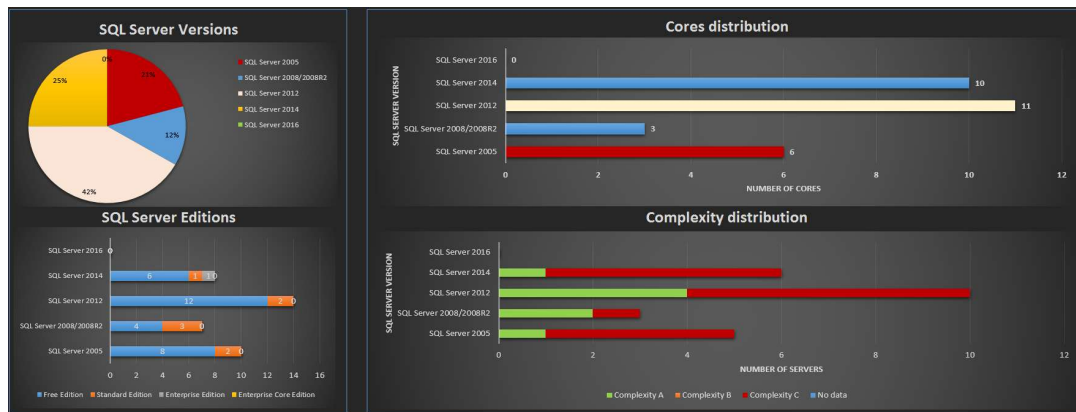 SQL Server Versions
0%
21%
25%
12%
42%
SQL Server 2005
SQL Server 2008/2008R2
SQL Server 2012
SQL Server 2014
SQL Server 2016
Cores distribution
SQL SERVER VERSION
SQL Server 2016
0
SQL Server 2014
10
SQL Server 2012
11
SQL Server 2008/2008R2
3
SQL Server 2005
6
0 2 4 6 8 10 12
NUMBER OF CORES
SQL Server Editions
SQL Server 2016
0
SQL Server 2014
6 1 1 0
SQL Server 2012
12 2 0
SQL Server 2008/2008R2
4 3 0
SQL Server 2005
8 2 0
0 2 4 6 8 10 12 14 16
Free Edition Standard Edition Enterprise Edition Enterprise Core Edition
Complexity distribution
SQL SERVER VERSION
SQL Server 2016
SQL Server 2014
SQL Server 2012
SQL Server 2008/2008R2
SQL Server 2005
0 2 4 6 8 10 12
NUMBER OF SERVERS
Complexity A Complexity B Complexity C No data